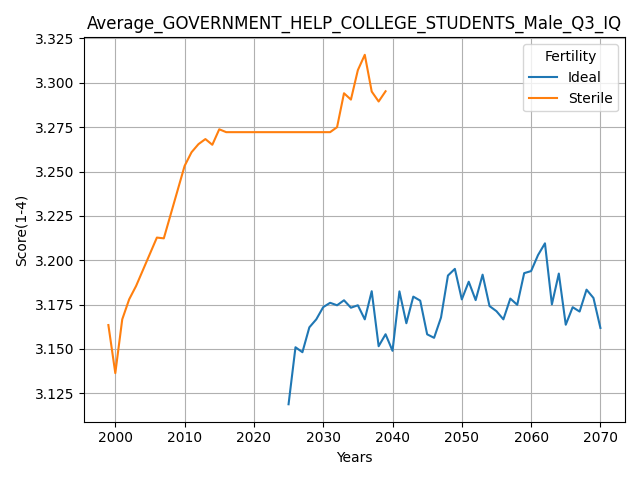 Average_GOVERNMENT_HELP_COLLEGE_STUDENTS_Male_Q3_IQ
3.325
3.300
3.275
3.250
3.225
3.200
3.175
3.150
3.125
Score(1-4)
Fertility
Ideal
Sterile
2000 2010 2020 2030 2040 2050 2060 2070
Years